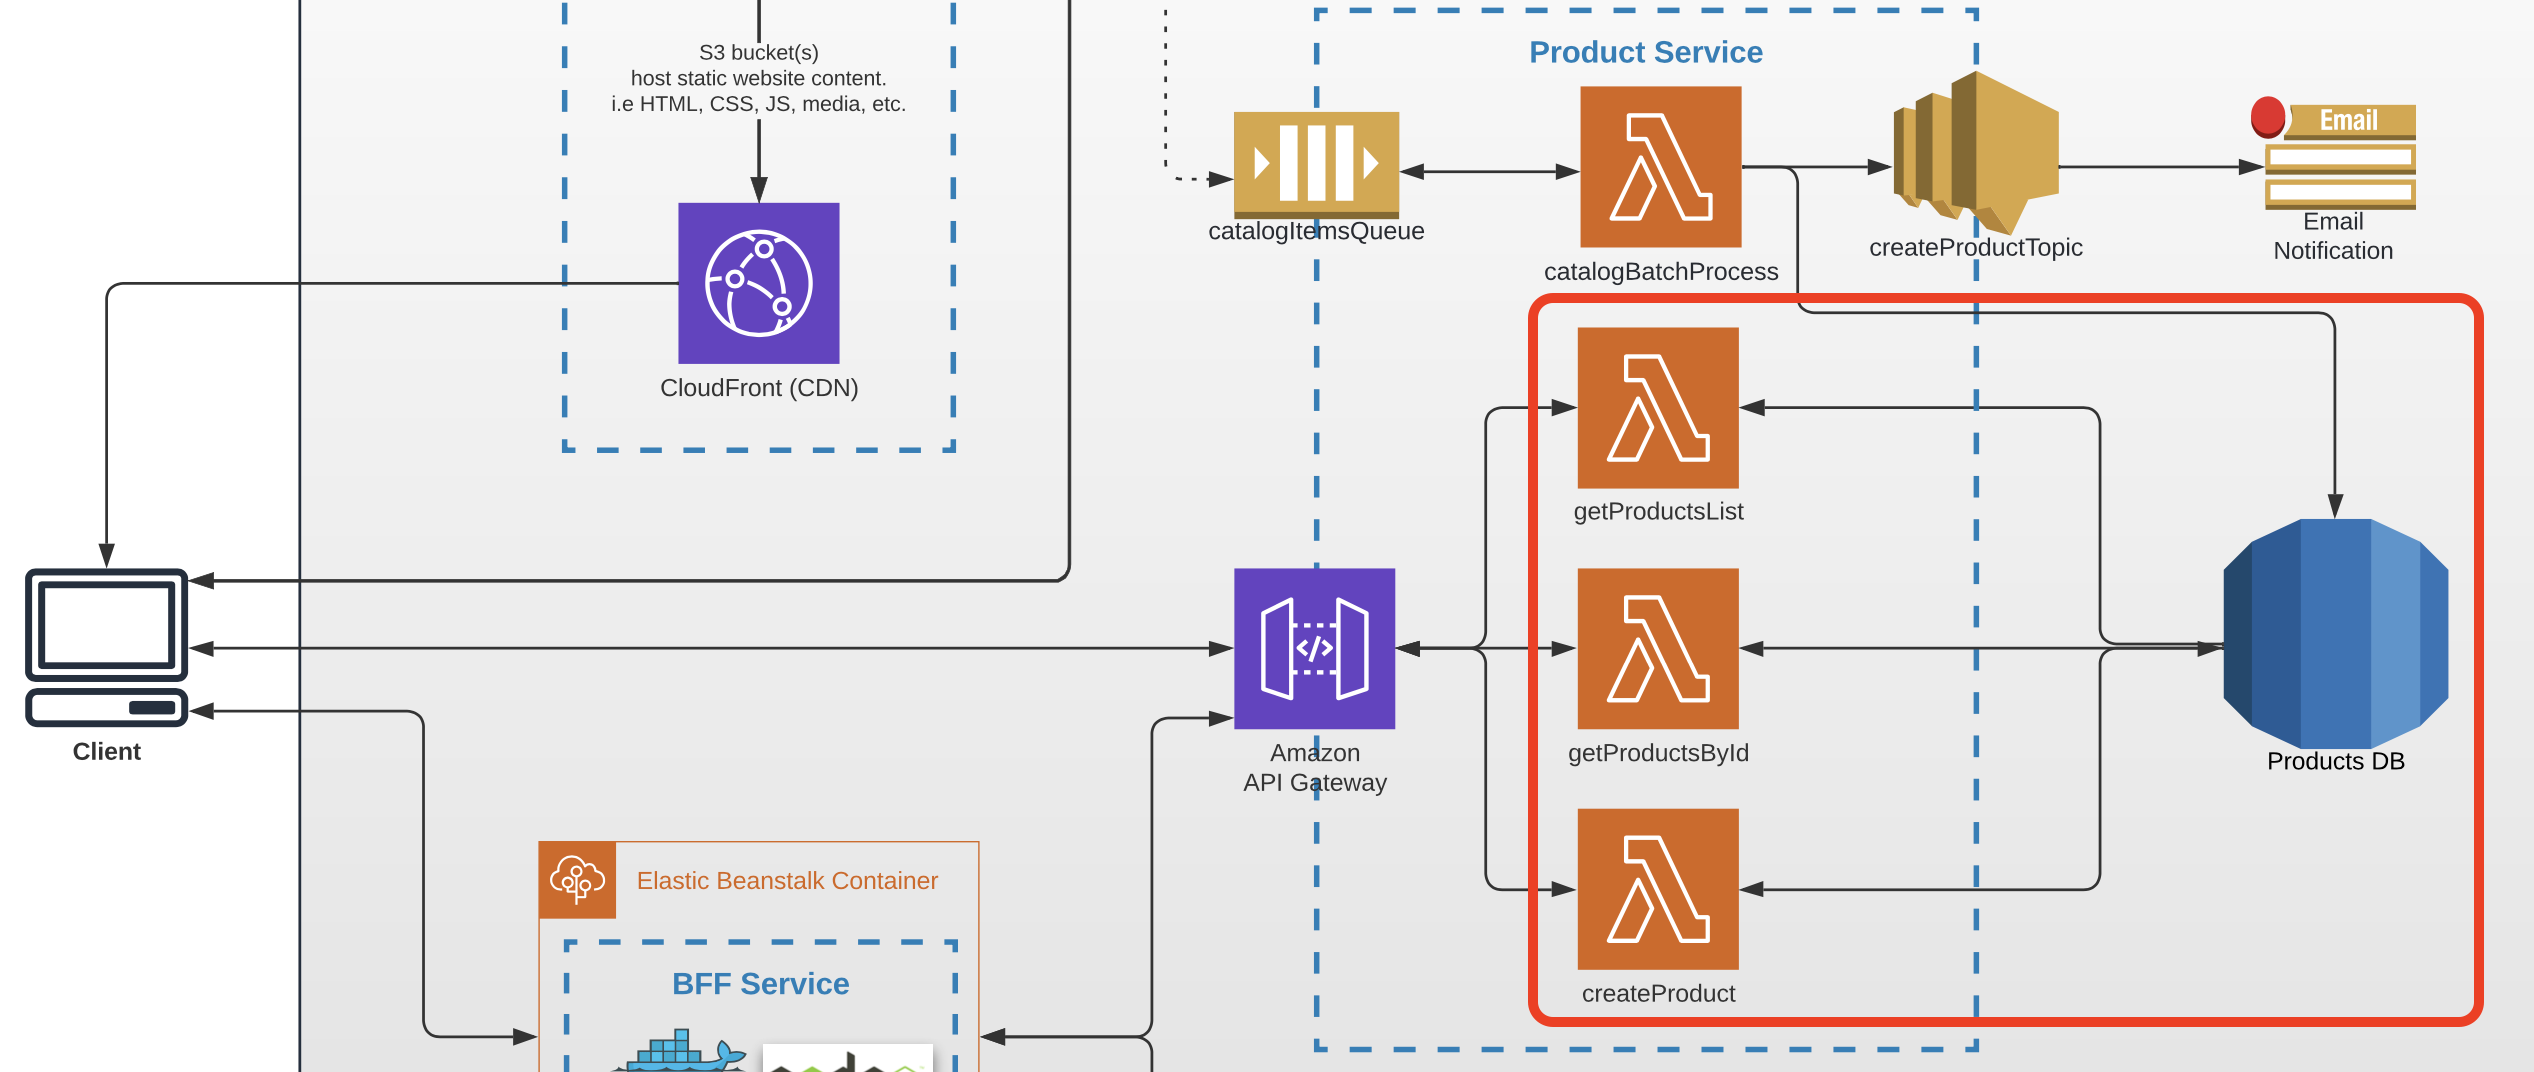 S3 bucket(s)
host static website content.
i.e HTML, CSS, JS, media, etc.
CloudFront (CDN)
Product Service
catalogItemsQueue
catalogBatchProcess
createProductTopic
Email
Email
Notification
getProductsList
Client
Amazon
API Gateway
getProductsById
Products DB
Elastic Beanstalk Container
BFF Service
createProduct